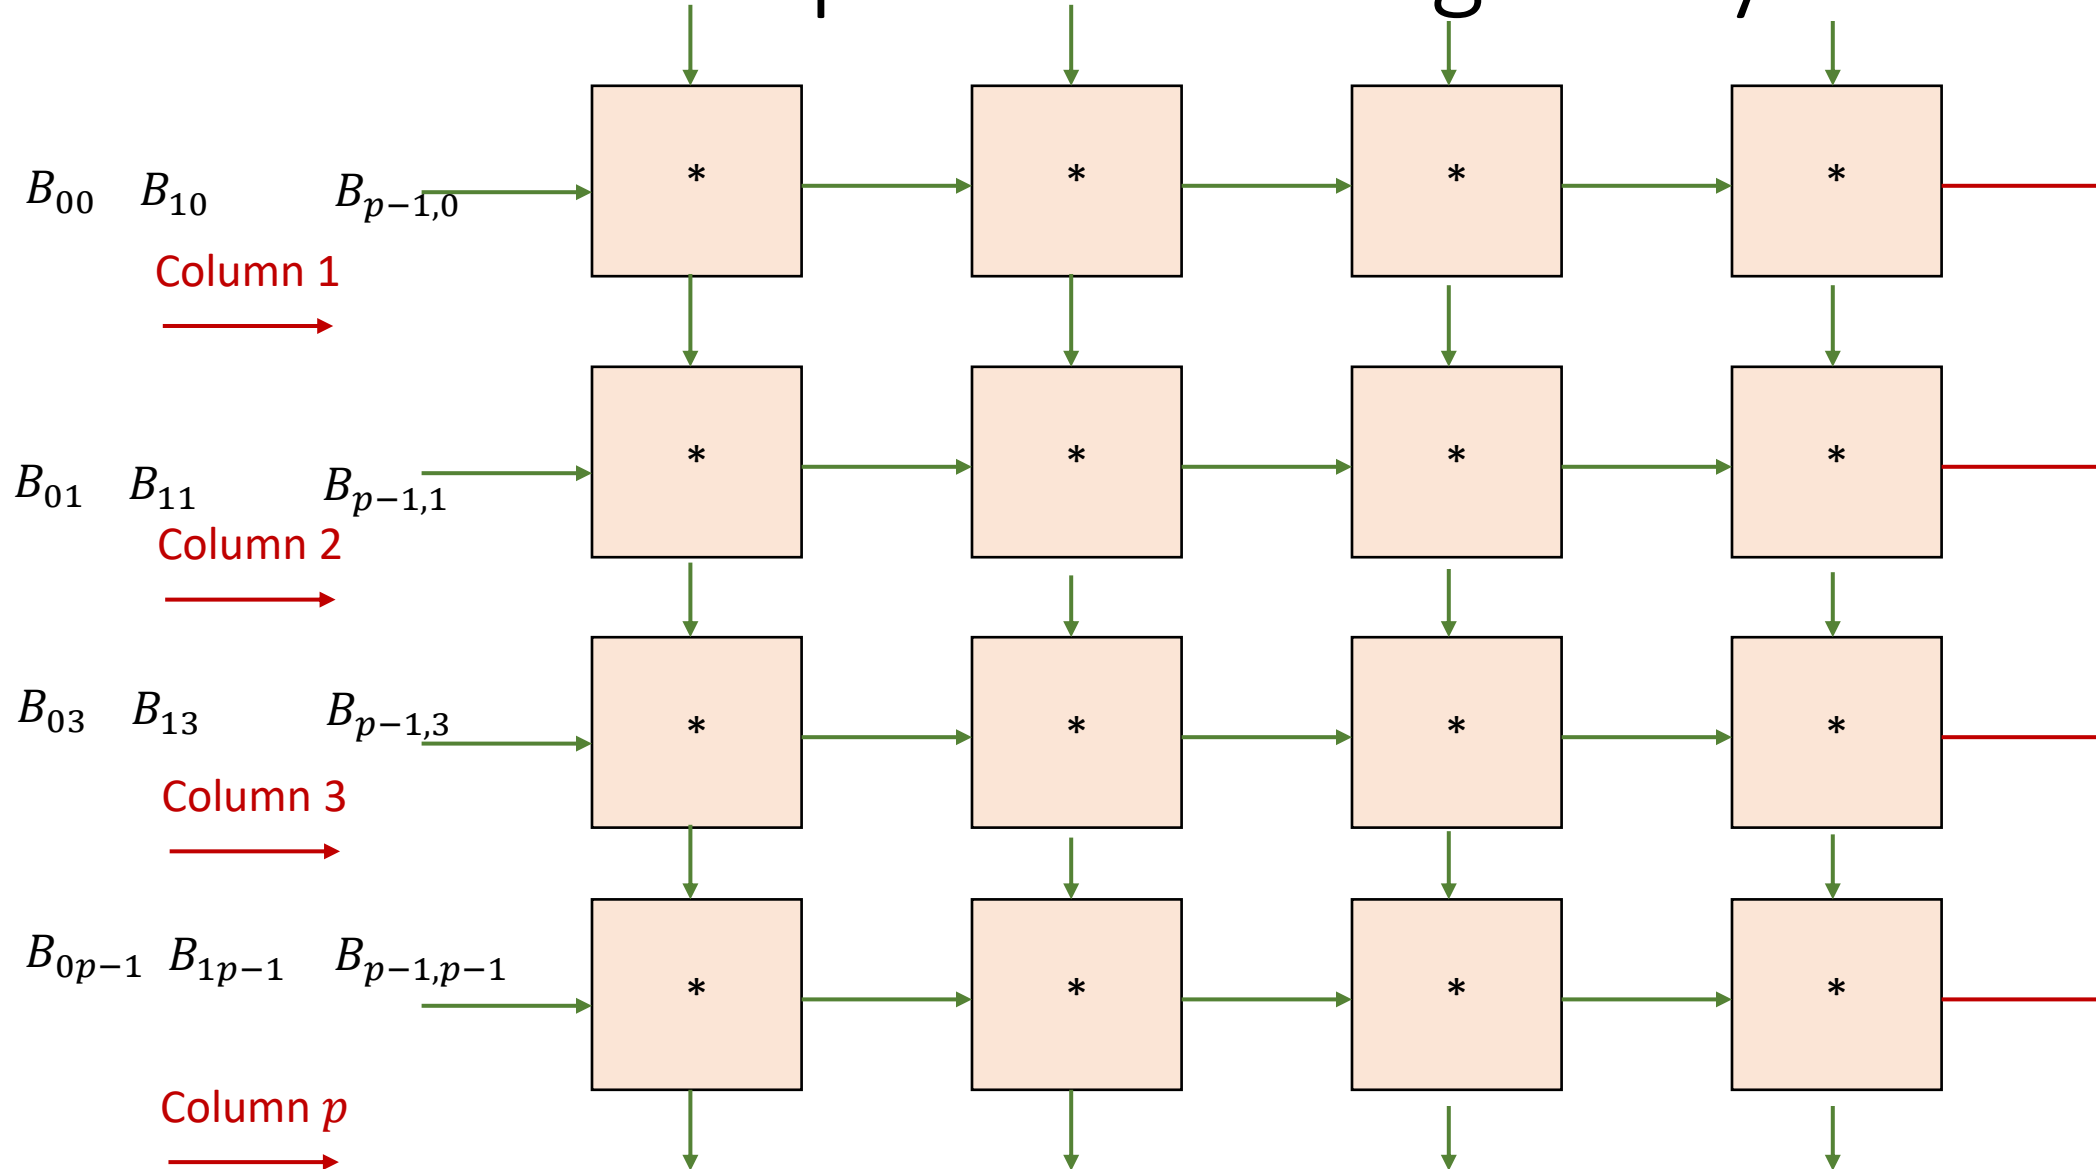 * * * *
B₀₀ B₁₀ Bₚ₋₁,₀
Column 1
* * * *
B₀₁ B₁₁ Bₚ₋₁,₁
Column 2
* * * *
B₀₃ B₁₃ Bₚ₋₁,₃
Column 3
* * * *
B₀ₚ₋₁ B₁ₚ₋₁ Bₚ₋₁,ₚ₋₁
Column p